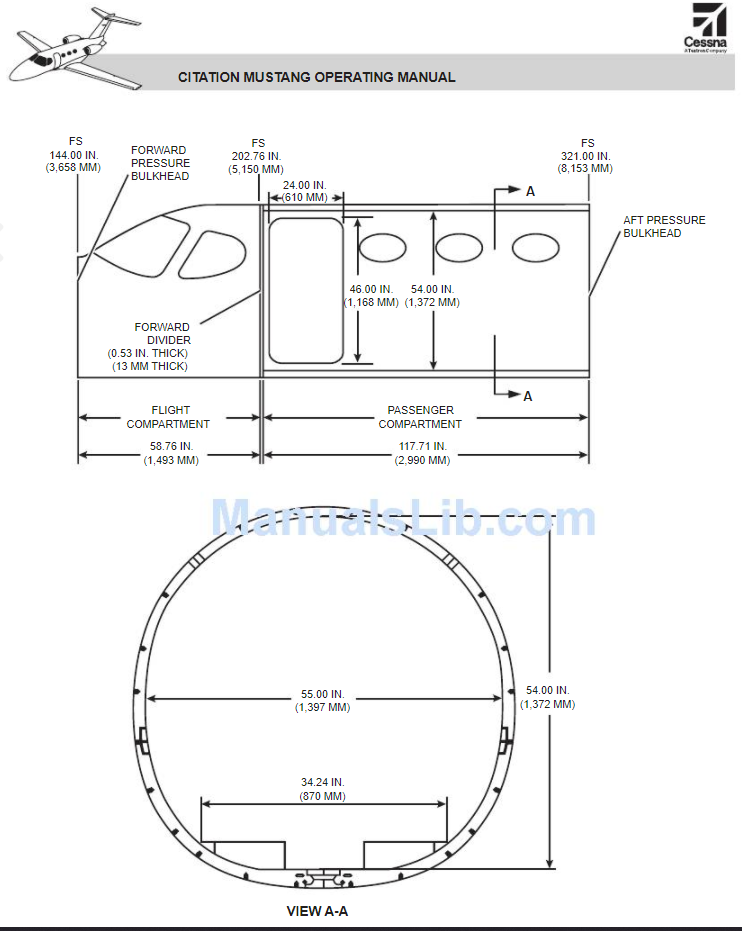 Cessna
A Textron Company
CITATION MUSTANG OPERATING MANUAL
FS
144.00 IN.
(3,658 MM)
FORWARD
PRESSURE
BULKHEAD
FS
202.76 IN.
(5,150 MM)
24.00 IN.
(610 MM)
FS
321.00 IN.
(8,153 MM)
A
AFT PRESSURE
BULKHEAD
46.00 IN.
(1,168 MM)
54.00 IN.
(1,372 MM)
FORWARD
DIVIDER
(0.53 IN. THICK)
(13 MM THICK)
A
FLIGHT
COMPARTMENT
PASSENGER
COMPARTMENT
58.76 IN.
(1,493 MM)
117.71 IN.
(2,990 MM)
ManualsLib.com
55.00 IN.
(1,397 MM)
54.00 IN.
(1,372 MM)
34.24 IN.
(870 MM)
VIEW A-A